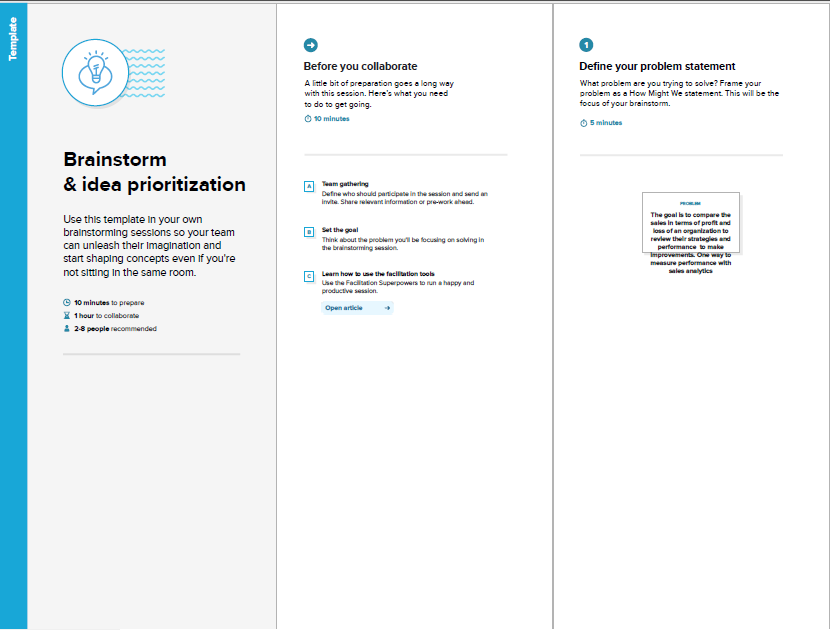 Template
Brainstorm
& idea prioritization
Use this template in your own
brainstorming sessions so your team
can unleash their imagination and
start shaping concepts even if you're
not sitting in the same room.
10 minutes to prepare
1 hour to collaborate
2-8 people recommended
Before you collaborate
A little bit of preparation goes a long way
with this session. Here's what you need
to do to get going.
10 minutes
A
Team gathering
Define who should participate in the session and send an
invite. Share relevant information or pre-work ahead.
B
Set the goal
Think about the problem you'll be focusing on solving in
the brainstorming session.
C
Learn how to use the facilitation tools
Use the Facilitation Superpowers to run a happy and
productive session.
Open article
1
Define your problem statement
What problem are you trying to solve? Frame your
problem as a How Might We statement. This will be the
focus of your brainstorm.
5 minutes
PROBLEM
The goal is to compare the
sales in terms of profit and
loss of an organization to
review their strategies and
performance to make
improvements. One way to
measure performance with
sales analytics